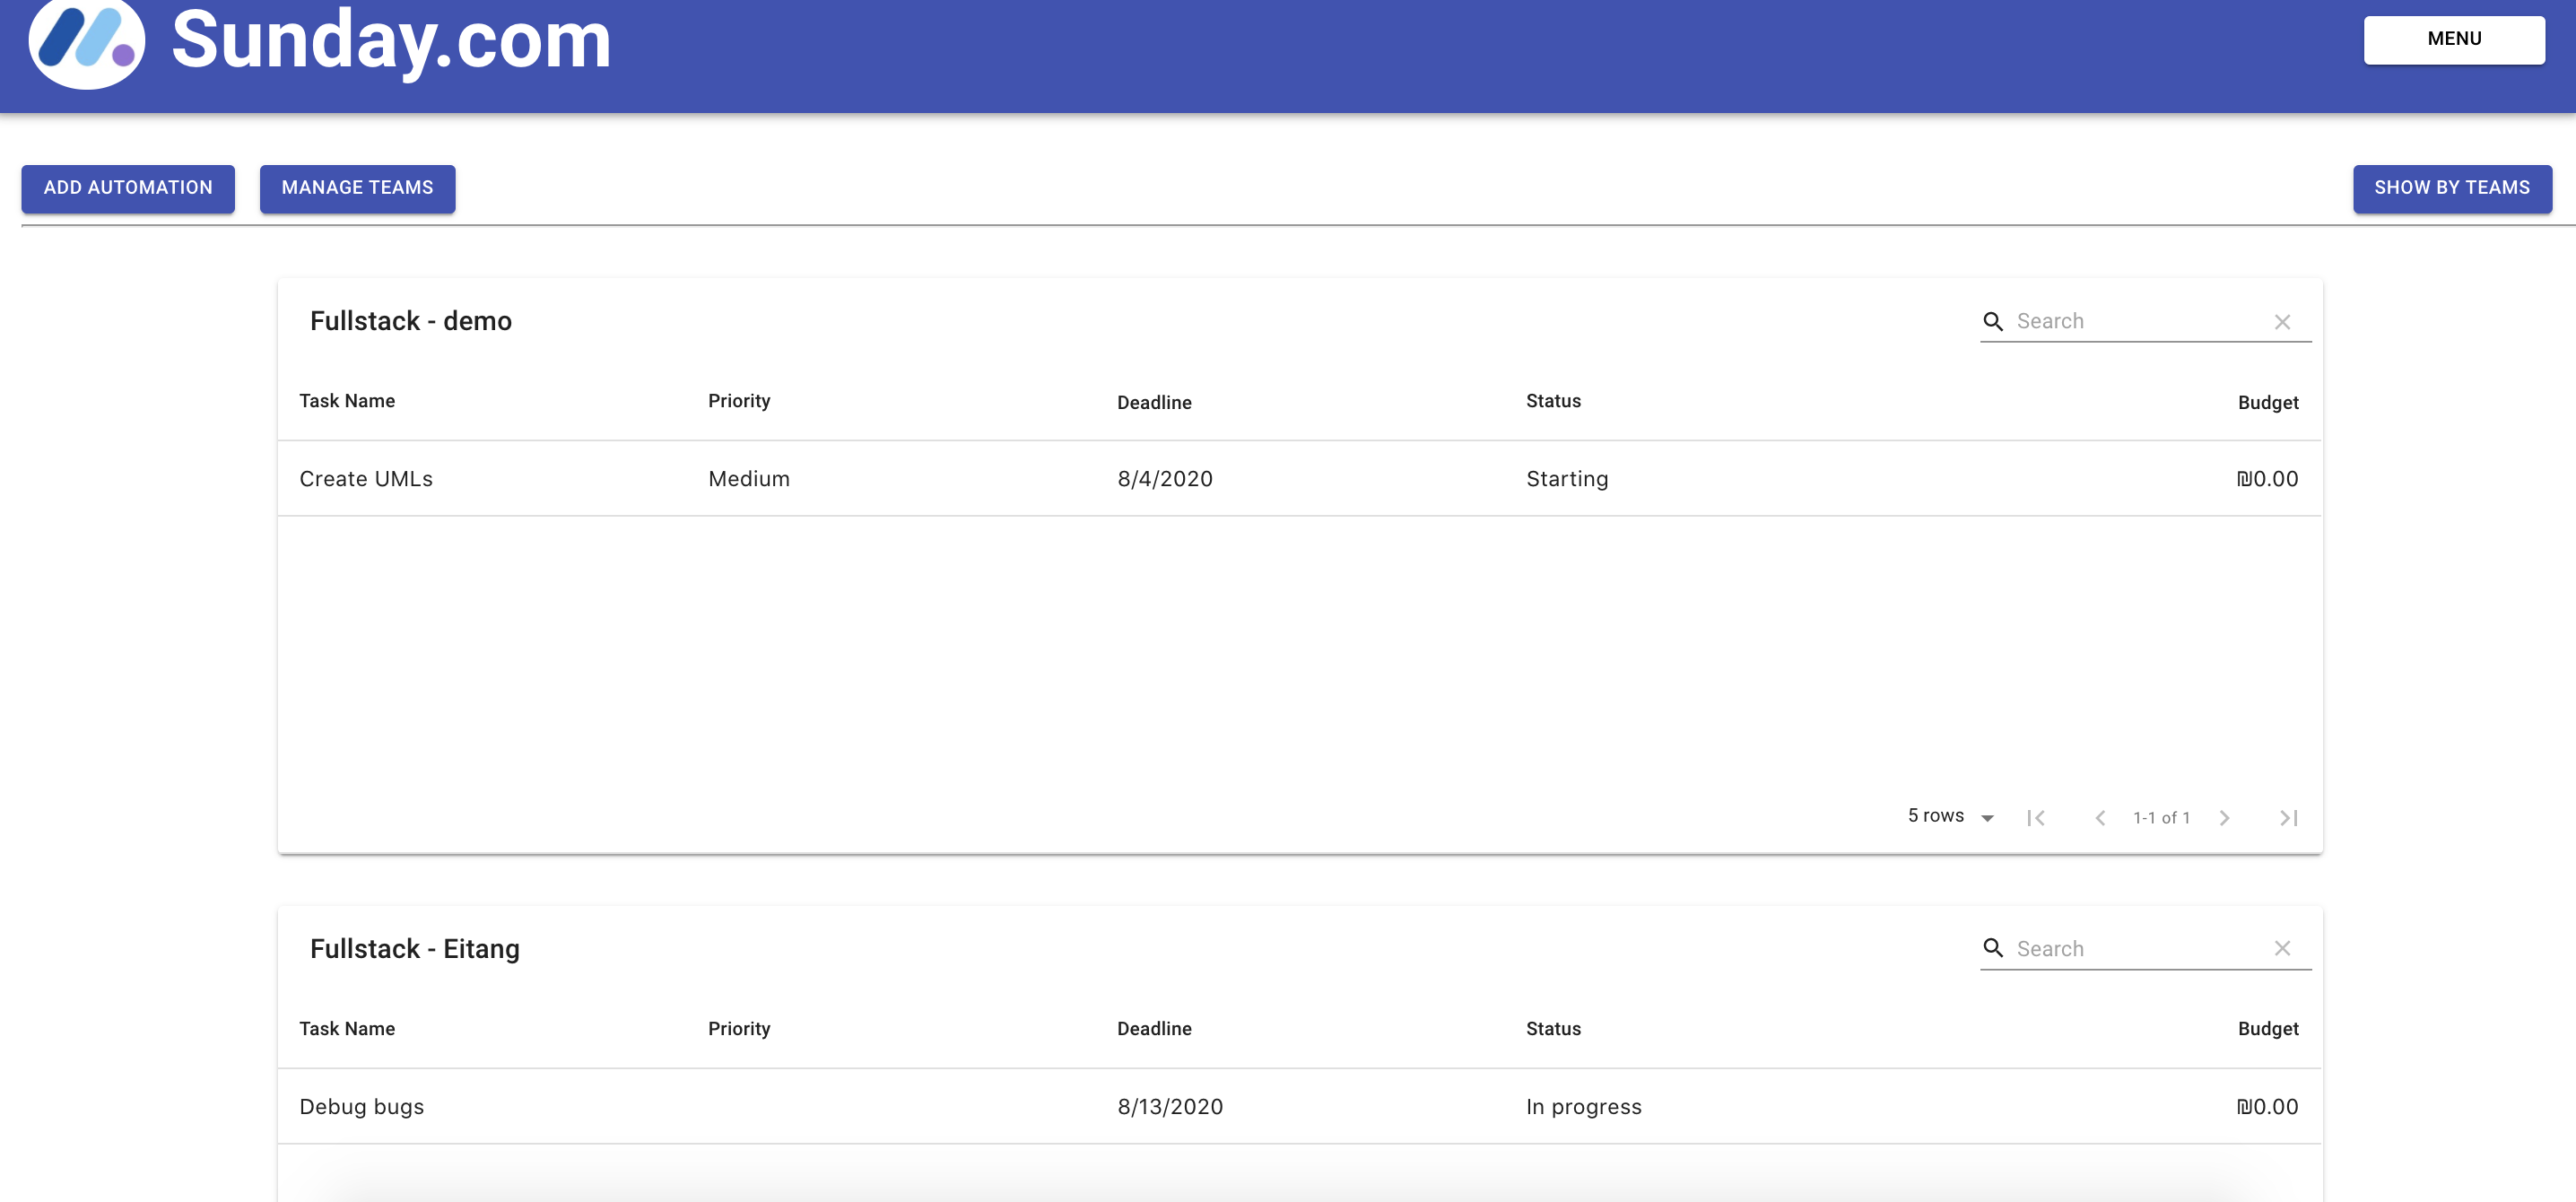 Sunday.com
MENU
ADD AUTOMATION MANAGE TEAMS SHOW BY TEAMS
Fullstack - demo Search
Task Name Priority Deadline Status Budget
Create UMLs Medium 8/4/2020 Starting ₪0.00
5 rows 1-1 of 1
Fullstack - Eitang Search
Task Name Priority Deadline Status Budget
Debug bugs 8/13/2020 In progress ₪0.00